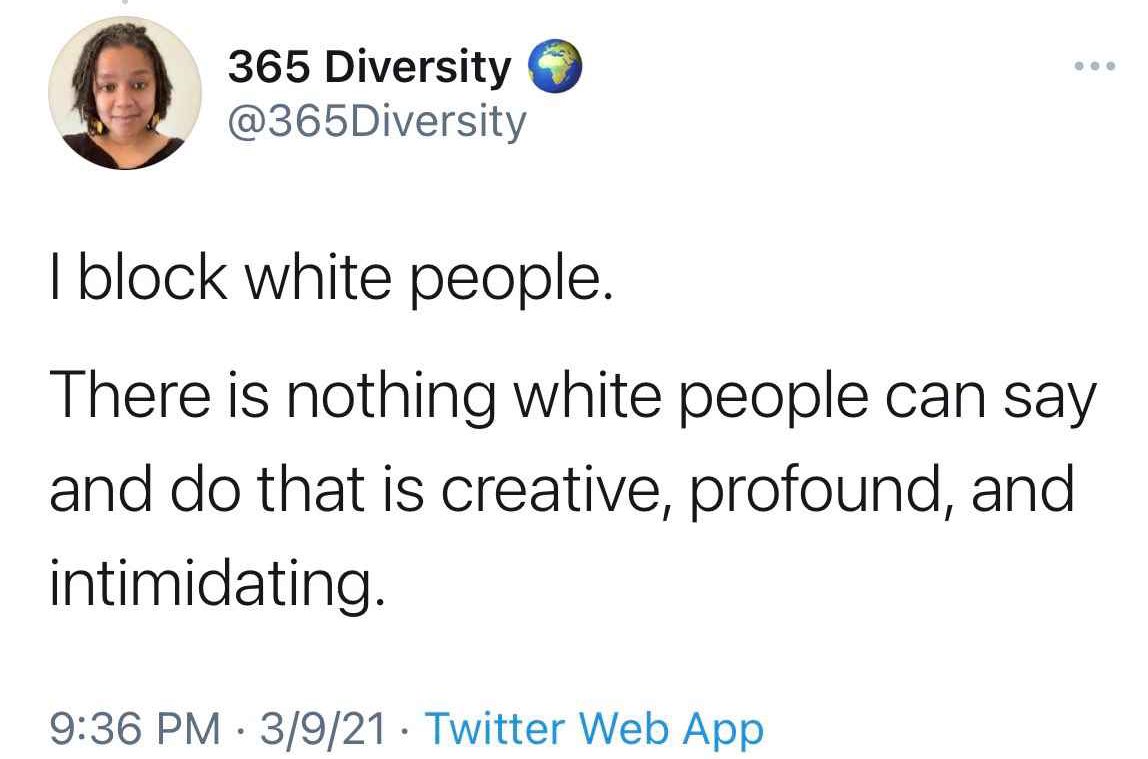 365 Diversity 🌍
@365Diversity
I block white people.
There is nothing white people can say
and do that is creative, profound, and
intimidating.
9:36 PM · 3/9/21 · Twitter Web App